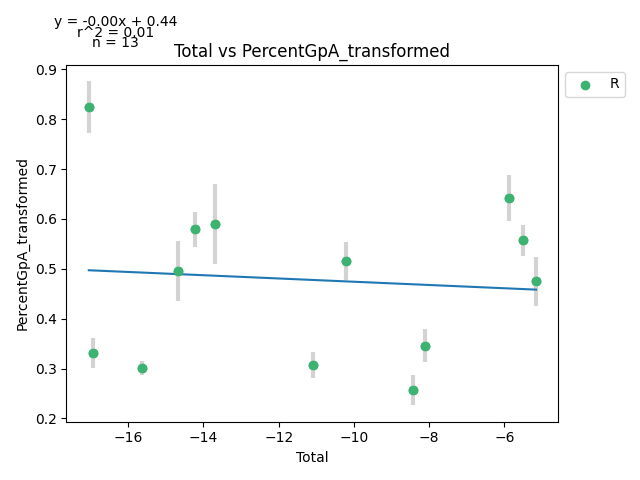 y = -0.00x + 0.44
r^2 = 0.01
n = 13
Total vs PercentGpA_transformed
R
0.9
0.8
0.7
0.6
0.5
0.4
0.3
0.2
PercentGpA_transformed
−16
−14
−12
−10
−8
−6
Total